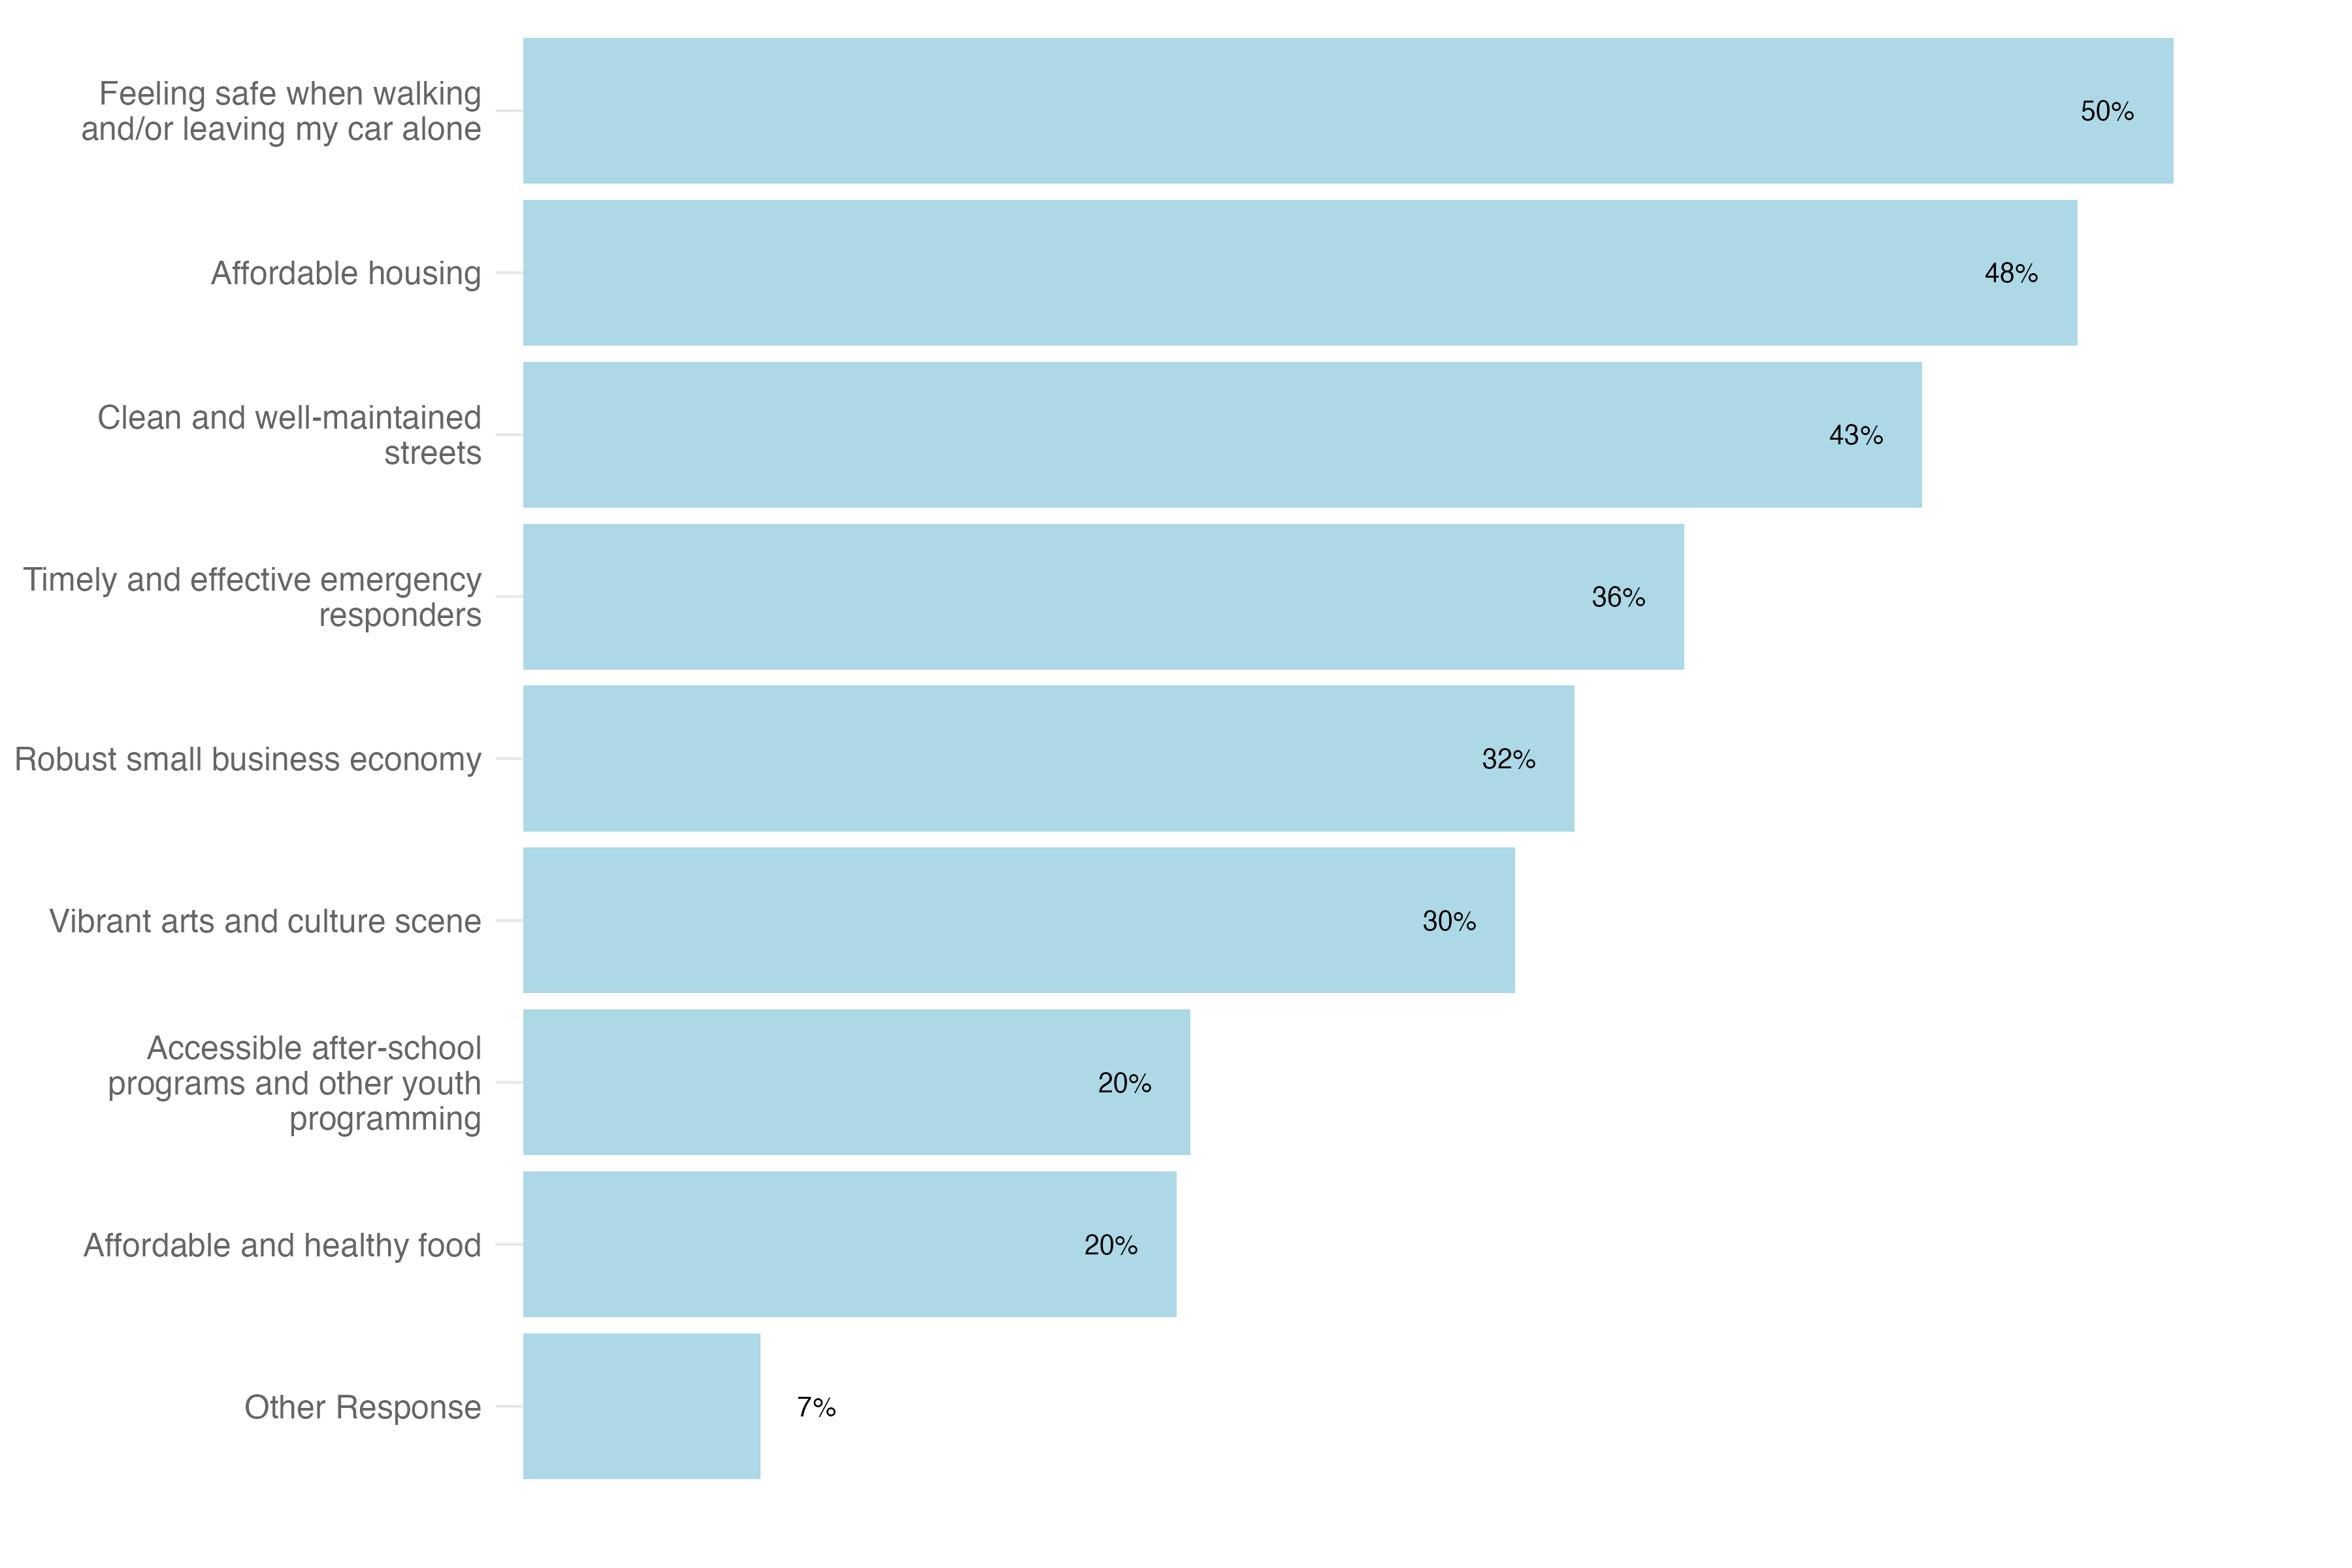 Feeling safe when walking
and/or leaving my car alone
50%
Affordable housing
48%
Clean and well-maintained
streets
43%
Timely and effective emergency
responders
36%
Robust small business economy
32%
Vibrant arts and culture scene
30%
Accessible after-school
programs and other youth
programming
20%
Affordable and healthy food
20%
Other Response
7%